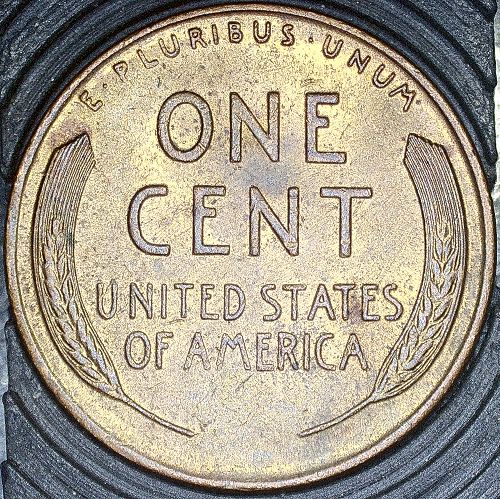 E·PLURIBUS·UNUM
ONE
CENT
UNITED STATES
OF AMERICA